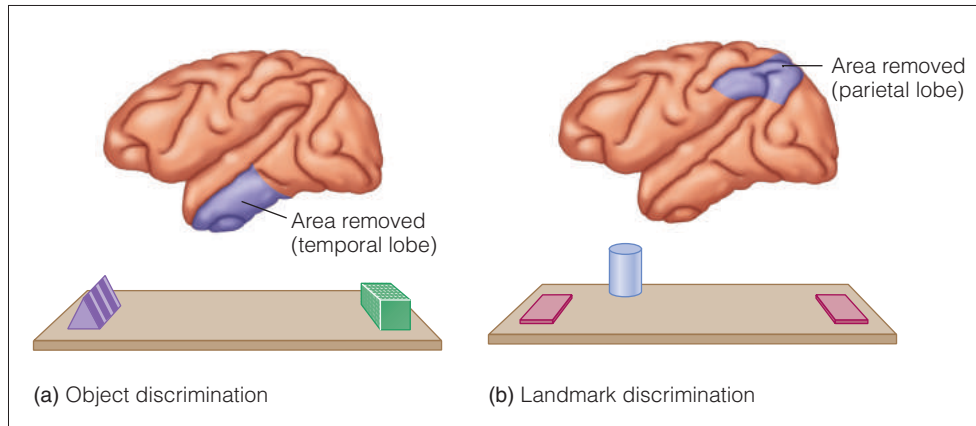 Area removed
(temporal lobe)
(a) Object discrimination
Area removed
(parietal lobe)
(b) Landmark discrimination